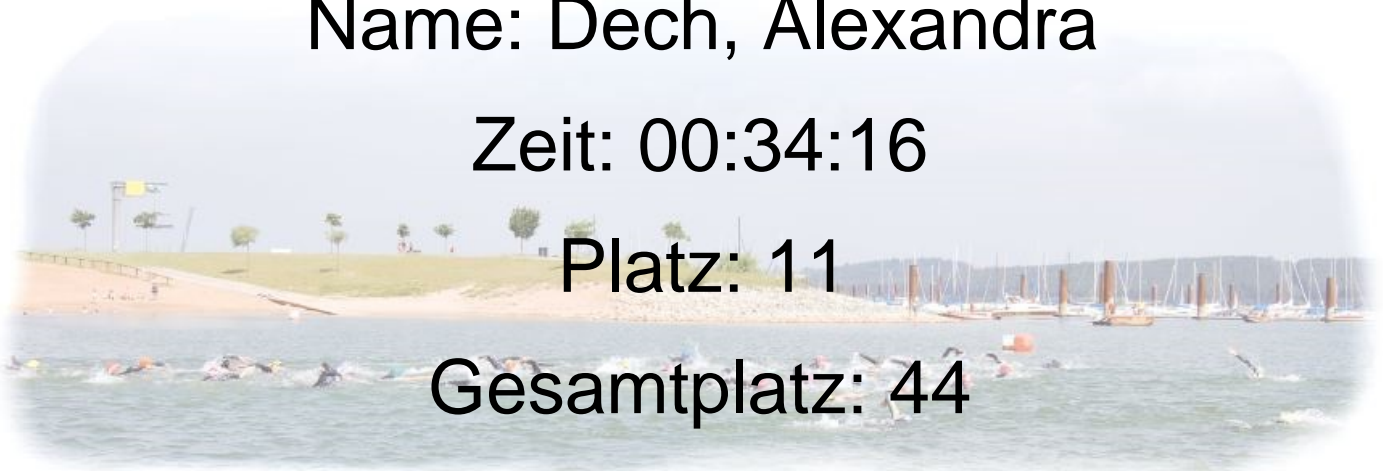 Name: Dech, Alexandra
Zeit: 00:34:16
Platz: 11
Gesamtplatz: 44